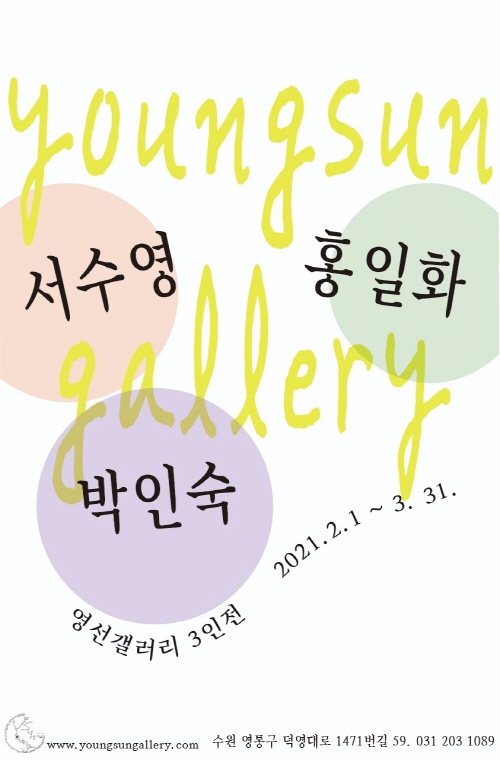 youngsun
서수영
홍일화
gallery
박인숙
2021. 2. 1 ~ 3. 31.
영선갤러리 3인전
www.youngsungallery.com
수원 영통구 덕영대로 1471번길 59. 031 203 1089